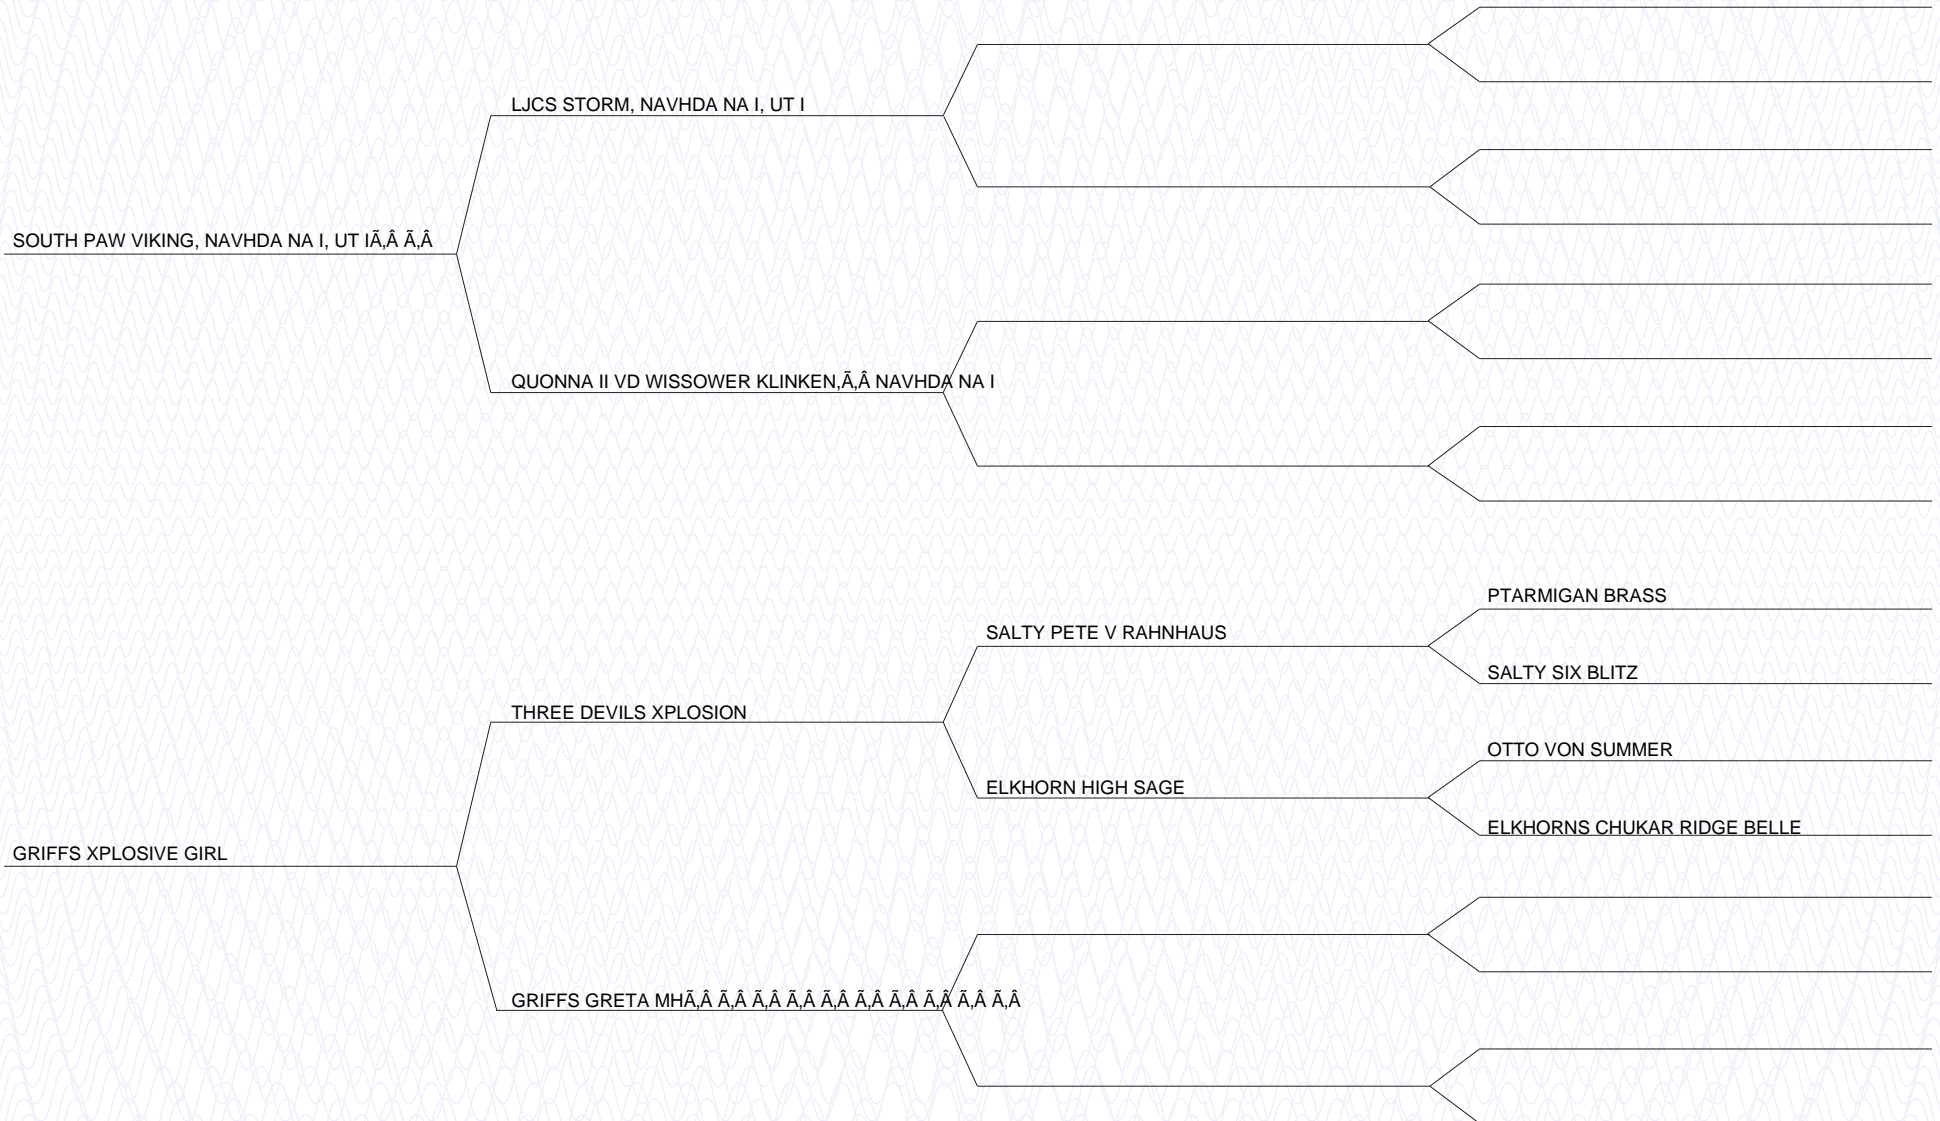 LJCS STORM, NAVHDA NA I, UT I
SOUTH PAW VIKING, NAVHDA NA I, UT IÃ‚Â Ã‚Â
QUONNA II VD WISSOWER KLINKEN,Ã‚Â NAVHDA NA I
PTARMIGAN BRASS
SALTY PETE V RAHNHAUS
SALTY SIX BLITZ
THREE DEVILS XPLOSION
OTTO VON SUMMER
ELKHORN HIGH SAGE
ELKHORNS CHUKAR RIDGE BELLE
GRIFFS XPLOSIVE GIRL
GRIFFS GRETA MHÃ‚Â Ã‚Â Ã‚Â Ã‚Â Ã‚Â Ã‚Â Ã‚Â Ã‚Â Ã‚Â Ã‚Â